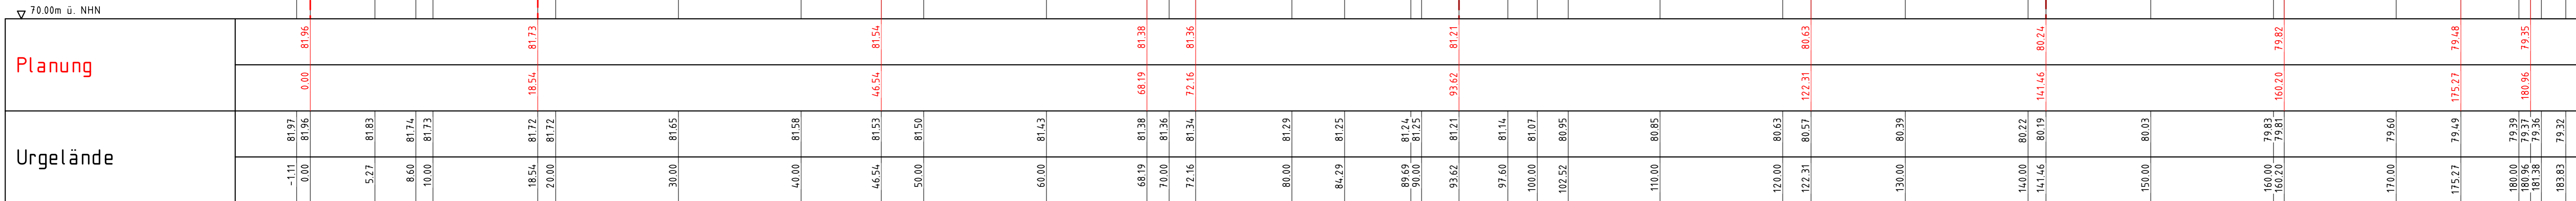 70.00m ü. NHN
Planung
81.96 81.73 81.54 81.38 81.36 81.21 80.63 80.24 79.82 79.48 79.35
0.00 18.54 46.54 68.19 72.16 93.62 122.31 141.46 160.20 175.27 180.96
Urgelände
81.97 81.96 81.83 81.74 81.73 81.72 81.72 81.65 81.58 81.53 81.50 81.43 81.38 81.36 81.34 81.29 81.25 81.24 81.25 81.21 81.14 81.07 80.95 80.85 80.63 80.57 80.39 80.22 80.19 80.03 79.83 79.81 79.60 79.49 79.39 79.37 79.36 79.32
-1.11 0.00 5.27 8.60 10.00 18.54 20.00 30.00 40.00 46.54 50.00 60.00 68.19 70.00 72.16 80.00 84.29 89.69 90.00 93.62 97.60 100.00 102.52 110.00 120.00 122.31 130.00 140.00 141.46 150.00 160.00 160.20 170.00 175.27 180.00 180.96 181.38 183.83